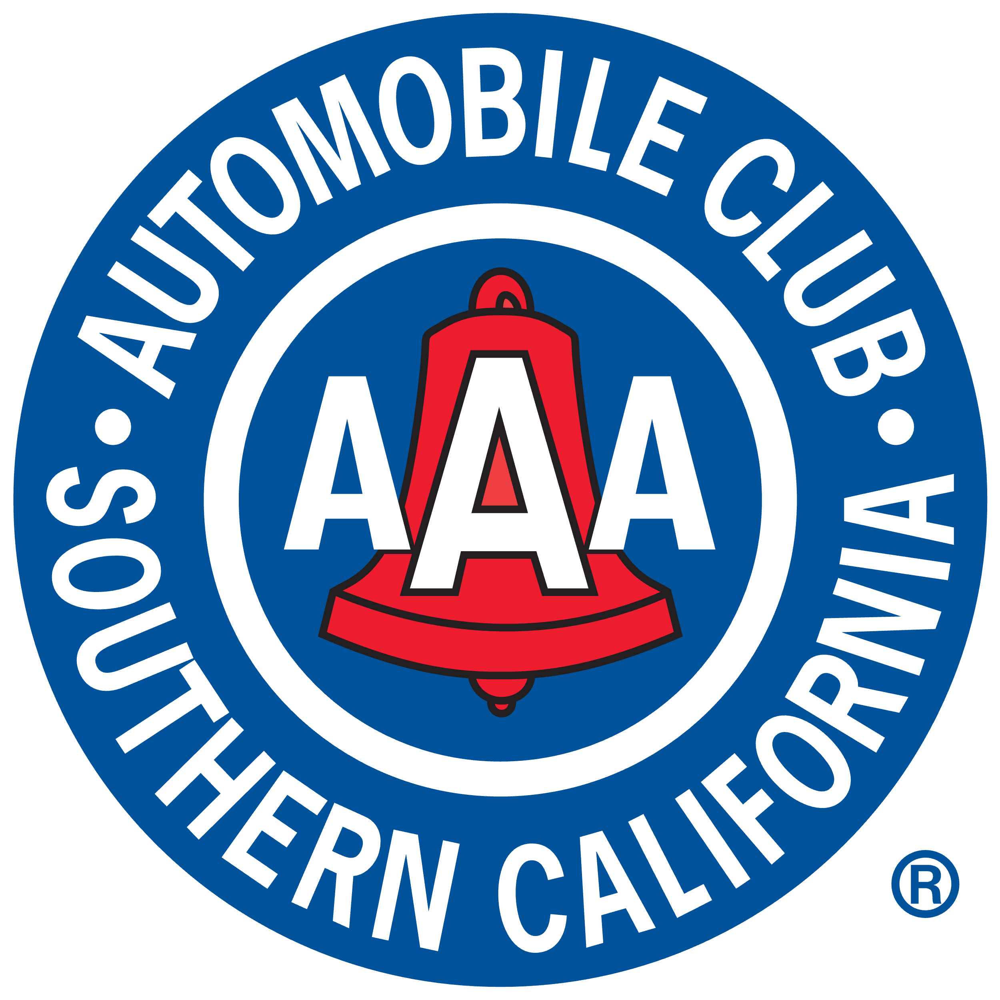 AUTOMOBILE CLUB
AAA
• SOUTHERN CALIFORNIA •
®